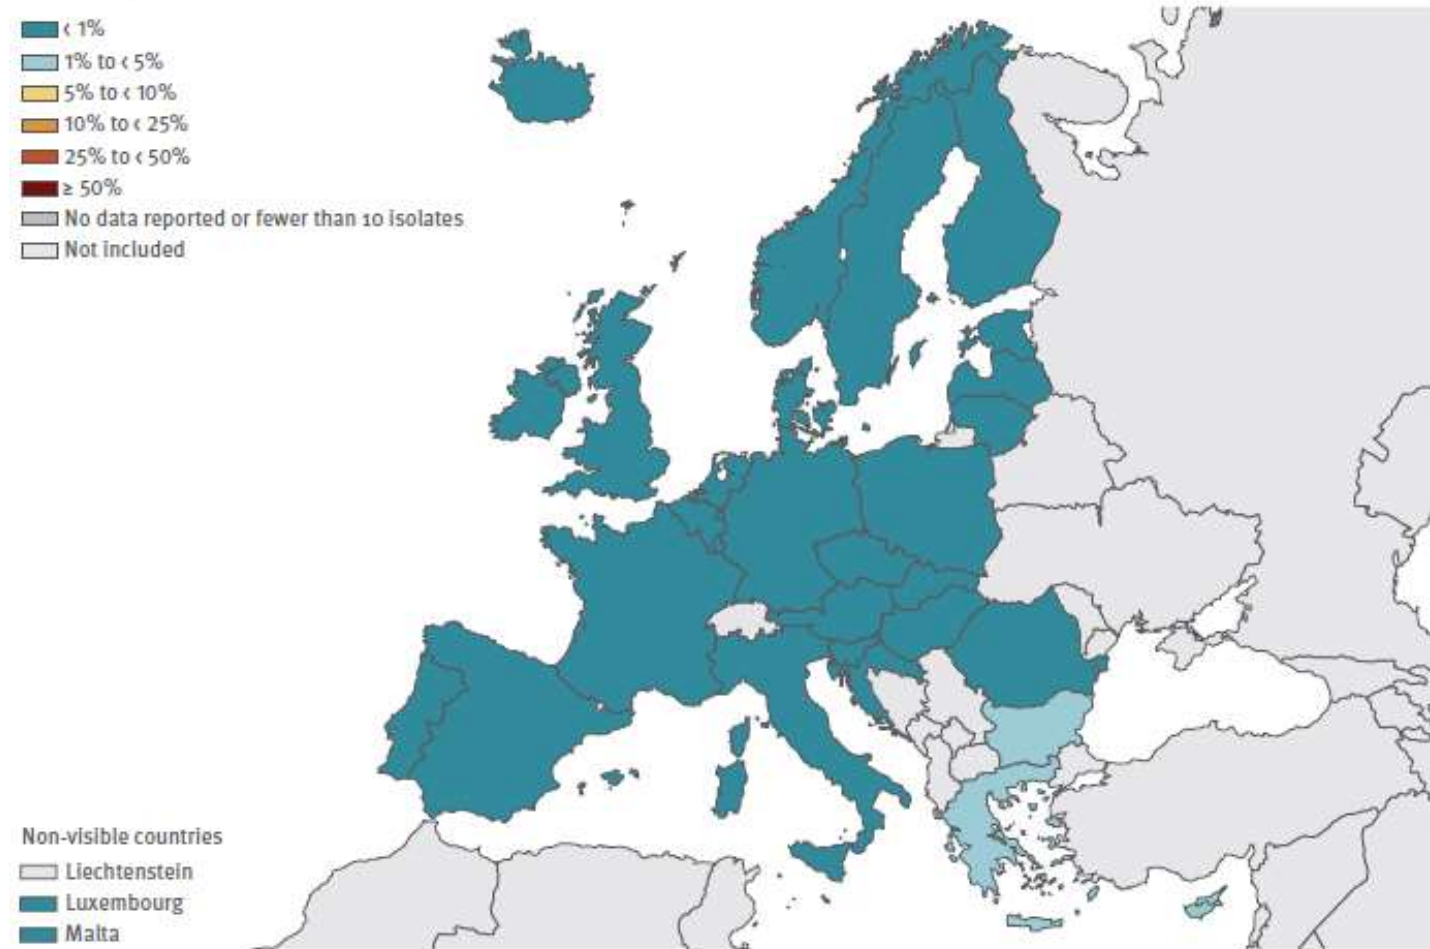 < 1%
1% to < 5%
5% to < 10%
10% to < 25%
25% to < 50%
≥ 50%
No data reported or fewer than 10 isolates
Not included
Non-visible countries
Liechtenstein
Luxembourg
Malta